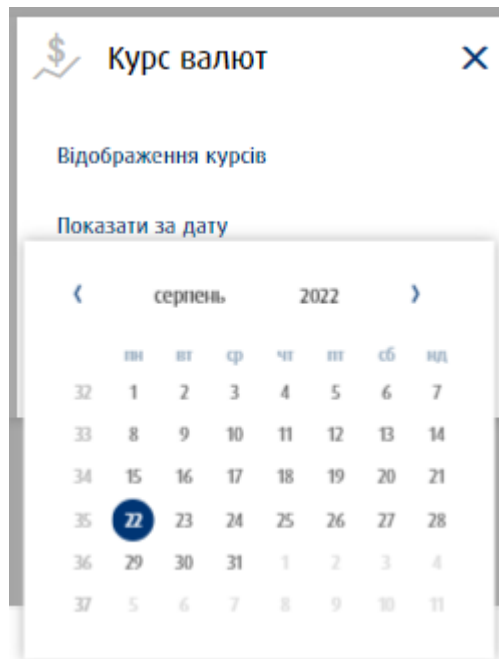 Курс валют
Відображення курсів
Показати за дату
серпень 2022
пн вт ср чт пт сб нд
32 1 2 3 4 5 6 7
33 8 9 10 11 12 13 14
34 15 16 17 18 19 20 21
35 22 23 24 25 26 27 28
36 29 30 31 1 2 3 4
37 5 6 7 8 9 10 11